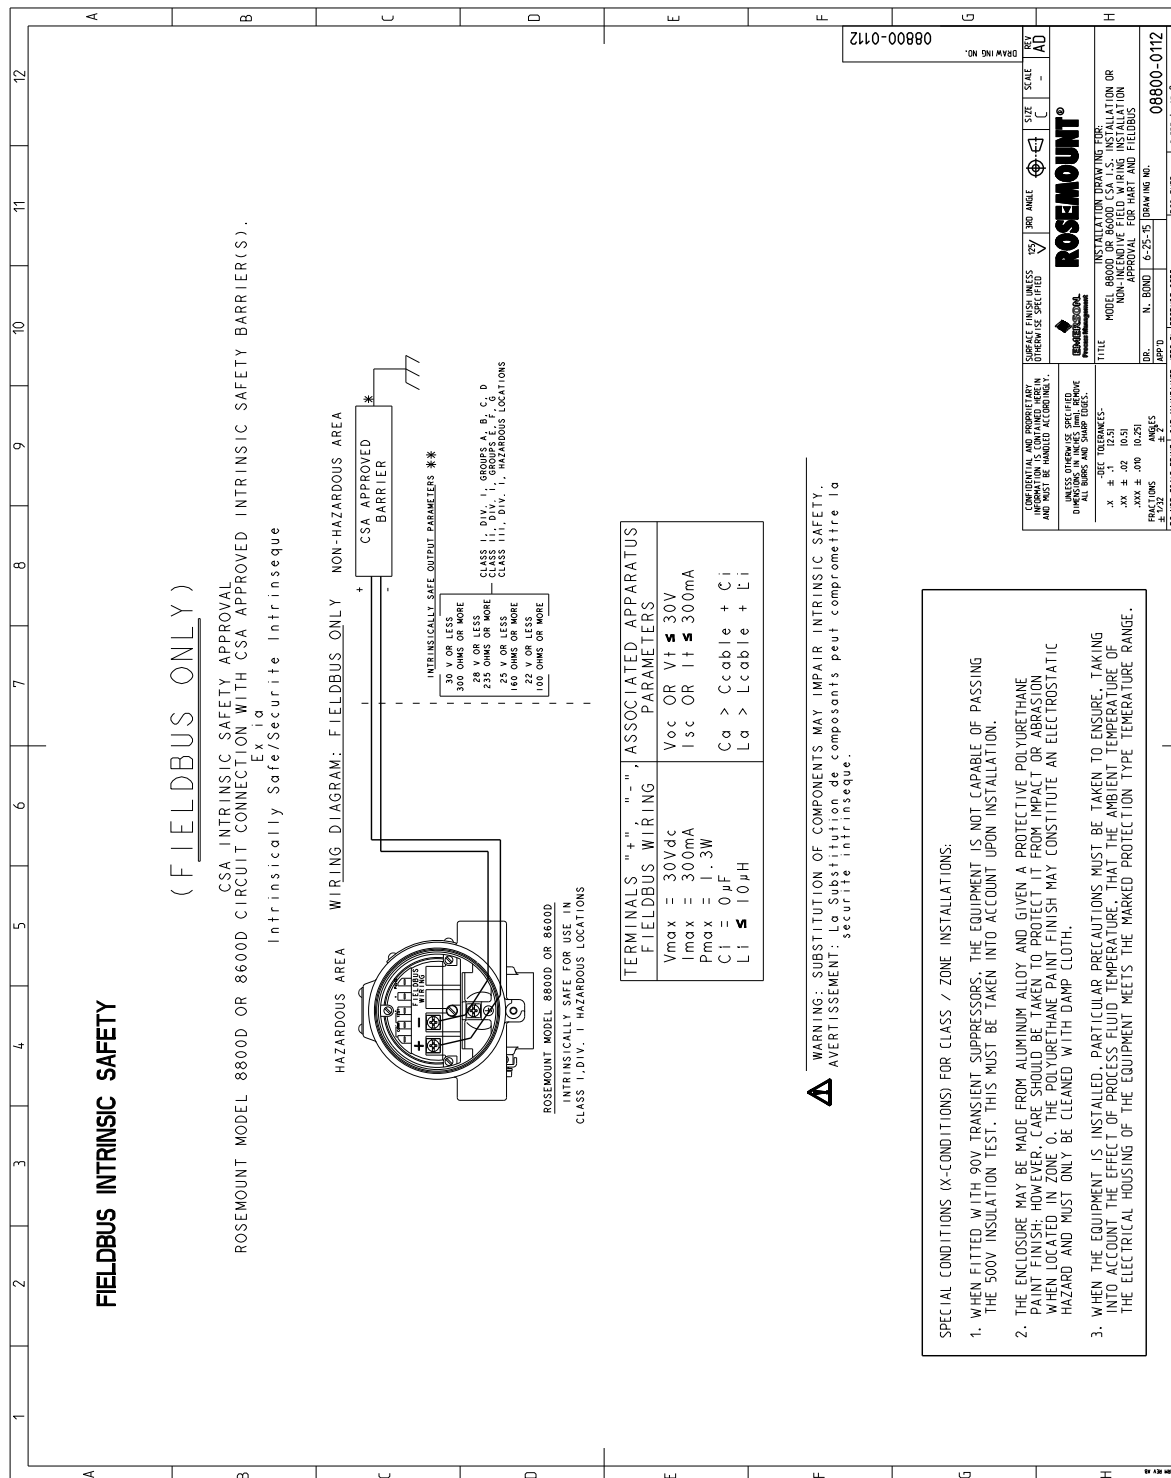 FIELDBUS INTRINSIC SAFETY
(FIELDBUS ONLY)
CSA INTRINSIC SAFETY APPROVAL
ROSEMOUNT MODEL 8800D OR 8600D CIRCUIT CONNECTION WITH CSA APPROVED INTRINSIC SAFETY BARRIER(S).
Ex ia
Intrinsically Safe/Securite Intrinseque
WIRING DIAGRAM: FIELDBUS ONLY
HAZARDOUS AREA
NON-HAZARDOUS AREA
+
-
CSA APPROVED
BARRIER
*
INTRINSICALLY SAFE OUTPUT PARAMETERS **
30 V OR LESS
300 OHMS OR MORE
28 V OR LESS
235 OHMS OR MORE
25 V OR LESS
160 OHMS OR MORE
22 V OR LESS
100 OHMS OR MORE
CLASS I, DIV. I, GROUPS A, B, C, D
CLASS II, DIV. I, GROUPS E, F, G
CLASS III, DIV. I, HAZARDOUS LOCATIONS
FIELDBUS
WIRING
+ -
ROSEMOUNT MODEL 8800D OR 8600D
INTRINSICALLY SAFE FOR USE IN
CLASS I,DIV. I HAZARDOUS LOCATIONS
TERMINALS "+", "-",
FIELDBUS WIRING
ASSOCIATED APPARATUS
PARAMETERS
Vmax = 30Vdc
Voc OR Vt ≤ 30V
Imax = 300mA
Isc OR It ≤ 300mA
Pmax = 1.3W
Ci = 0µF
Ca > Ccable + Ci
Li ≤ 10µH
La > Lcable + Li
WARNING: SUBSTITUTION OF COMPONENTS MAY IMPAIR INTRINSIC SAFETY.
AVERTISSEMENT: La Substitution de composants peut compromettre la
securite intrinseque.
SPECIAL CONDITIONS (X-CONDITIONS) FOR CLASS / ZONE INSTALLATIONS:
1. WHEN FITTED WITH 90V TRANSIENT SUPPRESSORS, THE EQUIPMENT IS NOT CAPABLE OF PASSING
THE 500V INSULATION TEST. THIS MUST BE TAKEN INTO ACCOUNT UPON INSTALLATION.
2. THE ENCLOSURE MAY BE MADE FROM ALUMINUM ALLOY AND GIVEN A PROTECTIVE POLYURETHANE
PAINT FINISH; HOWEVER, CARE SHOULD BE TAKEN TO PROTECT IT FROM IMPACT OR ABRASION
WHEN LOCATED IN ZONE 0. THE POLYURETHANE PAINT FINISH MAY CONSTITUTE AN ELECTROSTATIC
HAZARD AND MUST ONLY BE CLEANED WITH DAMP CLOTH.
3. WHEN THE EQUIPMENT IS INSTALLED, PARTICULAR PRECAUTIONS MUST BE TAKEN TO ENSURE, TAKING
INTO ACCOUNT THE EFFECT OF PROCESS FLUID TEMPERATURE, THAT THE AMBIENT TEMPERATURE OF
THE ELECTRICAL HOUSING OF THE EQUIPMENT MEETS THE MARKED PROTECTION TYPE TEMERATURE RANGE.
DRAWING NO.
08800-0112
CONFIDENTIAL AND PROPRIETARY
INFORMATION IS CONTAINED HEREIN
AND MUST BE HANDLED ACCORDINGLY.
UNLESS OTHERWISE SPECIFIED
DIMENSIONS IN INCHES [mm]. REMOVE
ALL BURRS AND SHARP EDGES.
-DEC TOLERANCES-
.X ± .1 [2.5]
.XX ± .02 [0.5]
.XXX ± .010 [0.25]
FRACTIONS ANGLES
± 1/32 ± 2°
SURFACE FINISH UNLESS
OTHERWISE SPECIFIED
125
3RD ANGLE
SIZE
C
SCALE
-
REV
AD
EMERSON.
Process Management
ROSEMOUNT®
TITLE
INSTALLATION DRAWING FOR:
MODEL 8800D OR 8600D CSA I.S. INSTALLATION OR
NON-INCENDIVE FIELD WIRING INSTALLATION
APPROVAL FOR HART AND FIELDBUS
DR. N. BOND 6-25-15
DRAWING NO.
08800-0112
APP'D
1 2 3 4 5 6 7 8 9 10 11 12
A B C D E F G H
A B C D E F G H